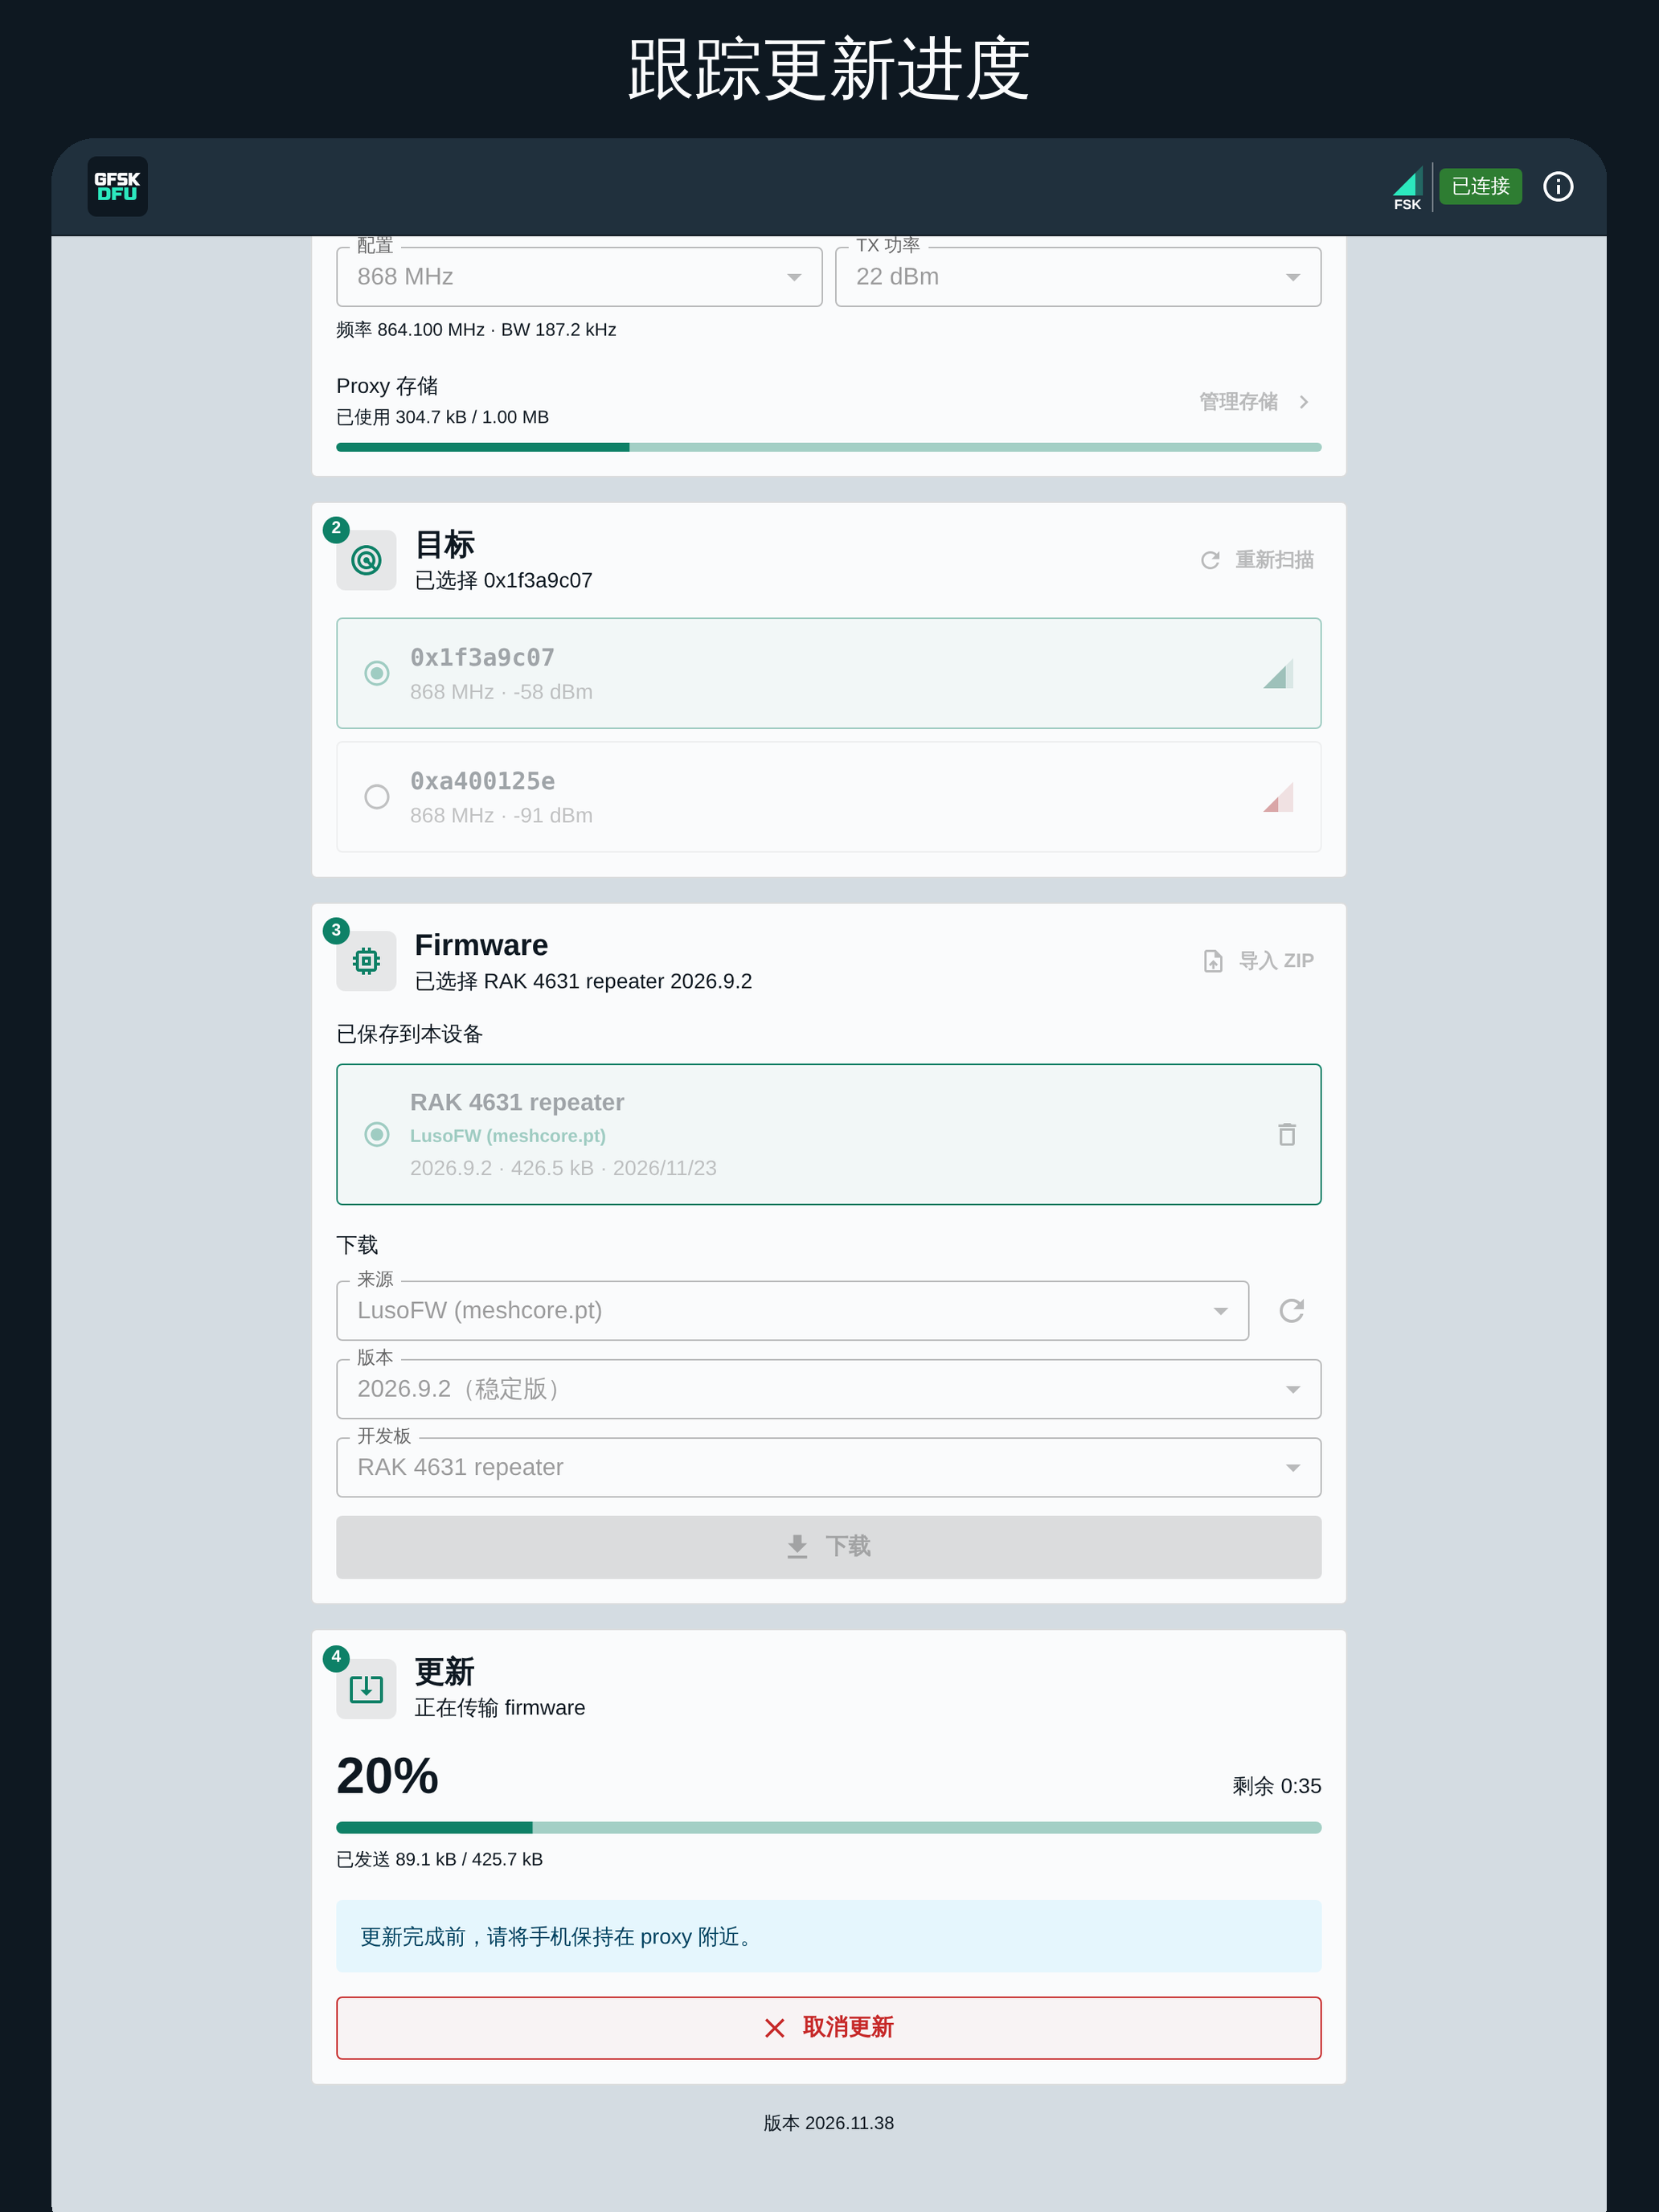 跟踪更新进度
GFSK
DFU
FSK
已连接
配置
868 MHz
TX 功率
22 dBm
频率 864.100 MHz · BW 187.2 kHz
Proxy 存储
已使用 304.7 kB / 1.00 MB
管理存储
2
目标
已选择 0x1f3a9c07
重新扫描
0x1f3a9c07
868 MHz · -58 dBm
0xa400125e
868 MHz · -91 dBm
3
Firmware
已选择 RAK 4631 repeater 2026.9.2
导入 ZIP
已保存到本设备
RAK 4631 repeater
LusoFW (meshcore.pt)
2026.9.2 · 426.5 kB · 2026/11/23
下载
来源
LusoFW (meshcore.pt)
版本
2026.9.2（稳定版）
开发板
RAK 4631 repeater
下载
4
更新
正在传输 firmware
20%
剩余 0:35
已发送 89.1 kB / 425.7 kB
更新完成前，请将手机保持在 proxy 附近。
取消更新
版本 2026.11.38